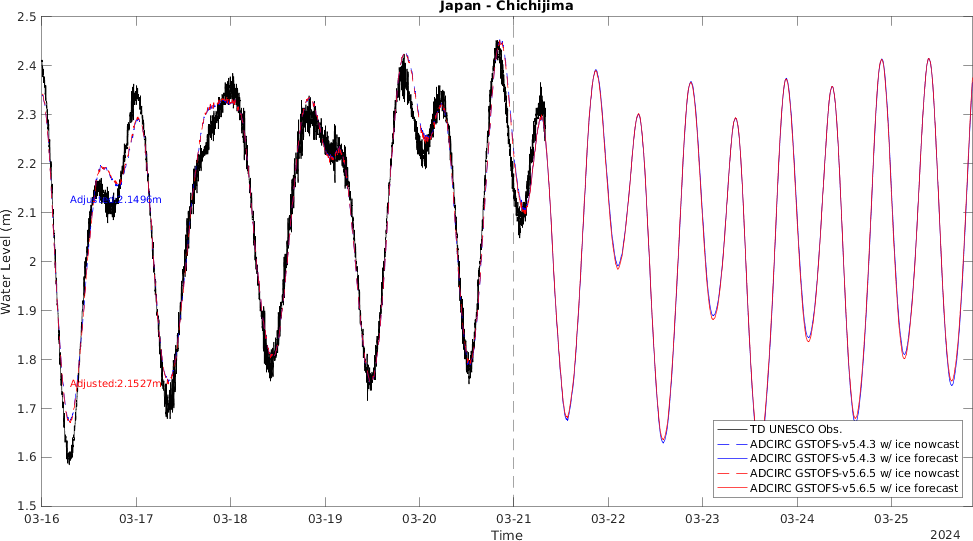 Japan - Chichijima
2.5
2.4
2.3
2.2
2.1
2
1.9
1.8
1.7
1.6
1.5
Water Level (m)
Adjusted:2.1496m
Adjusted:2.1527m
TD UNESCO Obs.
ADCIRC GSTOFS-v5.4.3 w/ ice nowcast
ADCIRC GSTOFS-v5.4.3 w/ ice forecast
ADCIRC GSTOFS-v5.6.5 w/ ice nowcast
ADCIRC GSTOFS-v5.6.5 w/ ice forecast
03-16 03-17 03-18 03-19 03-20 03-21 03-22 03-23 03-24 03-25
Time
2024